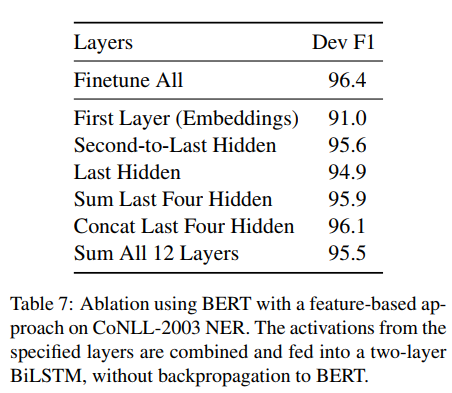 Layers Dev F1
Finetune All 96.4
First Layer (Embeddings) 91.0
Second-to-Last Hidden 95.6
Last Hidden 94.9
Sum Last Four Hidden 95.9
Concat Last Four Hidden 96.1
Sum All 12 Layers 95.5
Table 7: Ablation using BERT with a feature-based ap-
proach on CoNLL-2003 NER. The activations from the
specified layers are combined and fed into a two-layer
BiLSTM, without backpropagation to BERT.